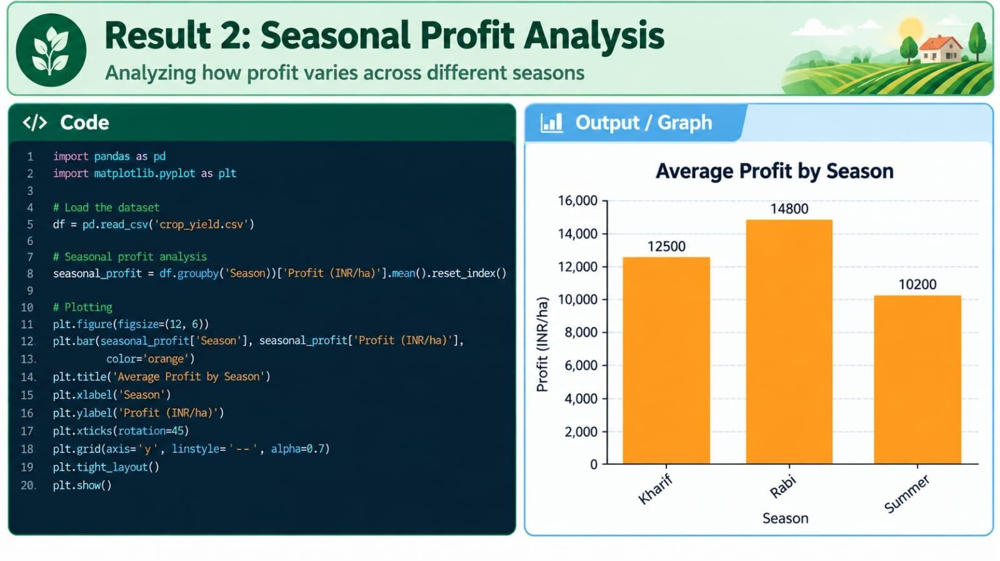 Result 2: Seasonal Profit Analysis
Analyzing how profit varies across different seasons
</> Code
1 import pandas as pd
2 import matplotlib.pyplot as plt
3
4 # Load the dataset
5 df = pd.read_csv('crop_yield.csv')
6
7 # Seasonal profit analysis
8 seasonal_profit = df.groupby('Season))['Profit (INR/ha)'].mean().reset_index()
9
10 # Plotting
11 plt.figure(figsize=(12, 6))
12. plt.bar(seasonal_profit['Season'], seasonal_profit['Profit (INR/ha)'],
13. color='orange')
14. plt.title('Average Profit by Season')
15 plt.xlabel('Season')
16 plt.ylabel('Profit (INR/ha)')
17 plt.xticks(rotation=45)
18 plt.grid(axis='y', linstyle='--', alpha=0.7)
19. plt.tight_layout()
20. plt.show()
Output / Graph
Average Profit by Season
Profit (INR/ha)
16,000
14,000
12,000
10,000
8,000
6,000
4,000
2,000
0
12500
14800
10200
Kharif
Rabi
Summer
Season